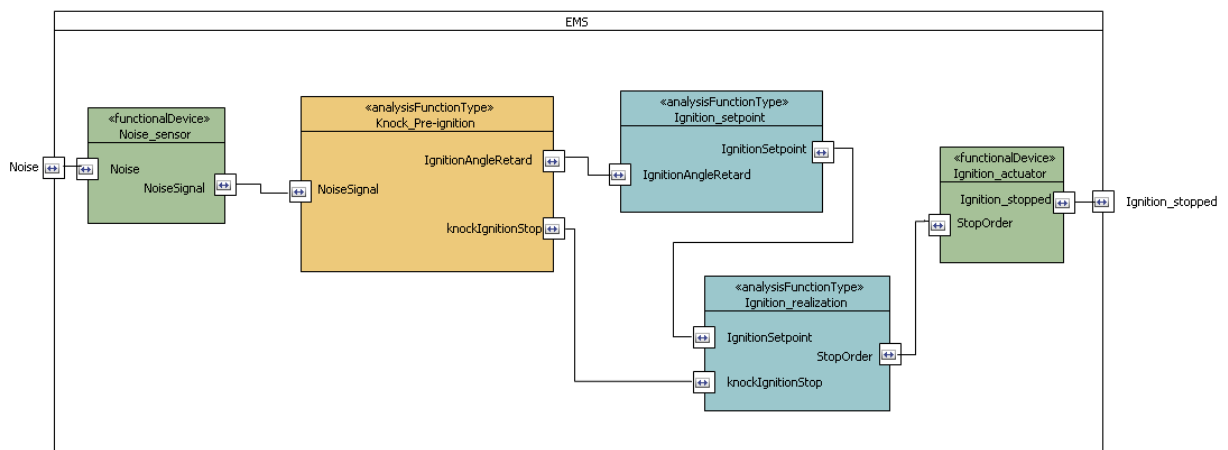 EMS
Noise
«functionalDevice»
Noise_sensor
Noise
NoiseSignal
«analysisFunctionType»
Knock_Pre-ignition
IgnitionAngleRetard
NoiseSignal
knockIgnitionStop
«analysisFunctionType»
Ignition_setpoint
IgnitionSetpoint
IgnitionAngleRetard
«analysisFunctionType»
Ignition_realization
IgnitionSetpoint
StopOrder
knockIgnitionStop
«functionalDevice»
Ignition_actuator
Ignition_stopped
StopOrder
Ignition_stopped